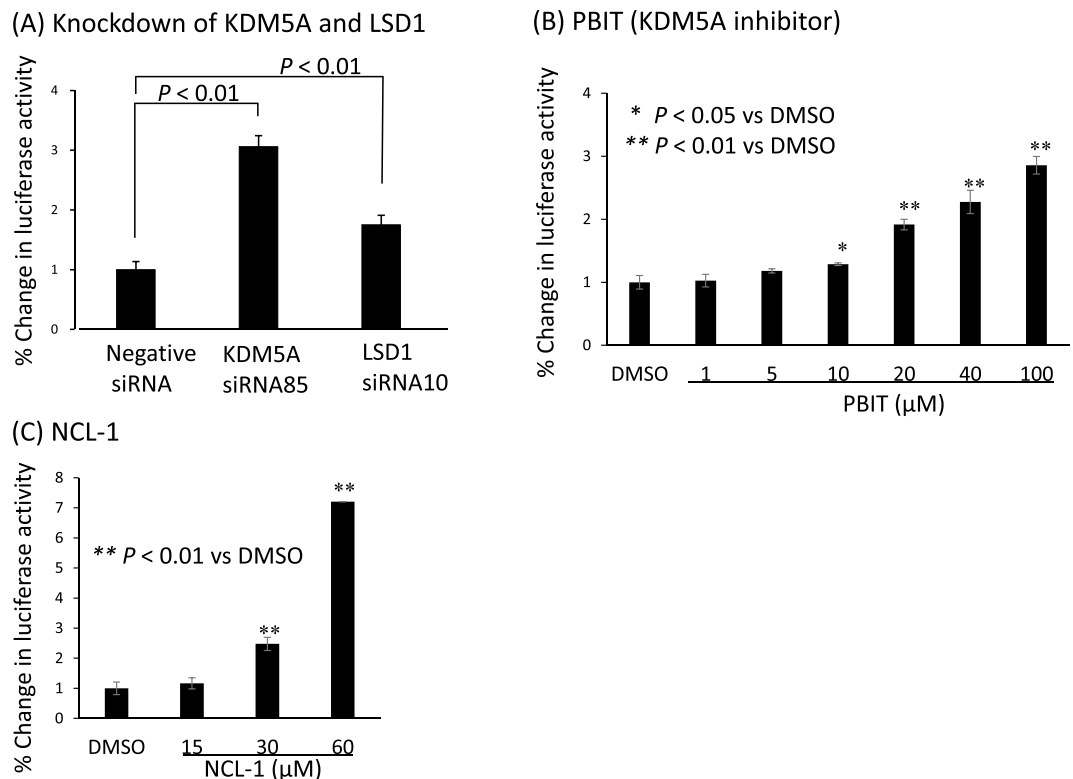 (A) Knockdown of KDM5A and LSD1
% Change in luciferase activity
P < 0.01
P < 0.01
4
3
2
1
0
Negative siRNA
KDM5A siRNA85
LSD1 siRNA10
(B) PBIT (KDM5A inhibitor)
% Change in luciferase activity
* P < 0.05 vs DMSO
** P < 0.01 vs DMSO
4
3
2
1
0
*
**
**
**
DMSO 1 5 10 20 40 100
PBIT (μM)
(C) NCL-1
% Change in luciferase activity
** P < 0.01 vs DMSO
8
7
6
5
4
3
2
1
0
**
**
DMSO 15 30 60
NCL-1 (μM)